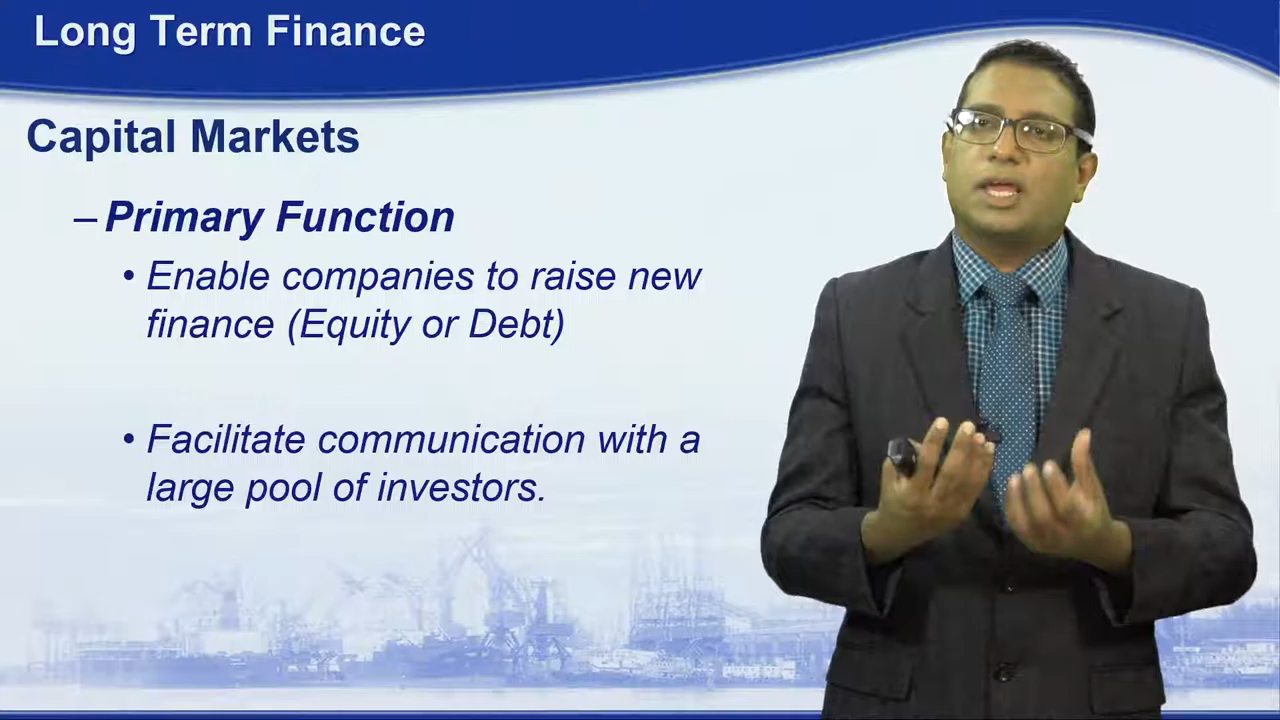 Long Term Finance
Capital Markets
– Primary Function
• Enable companies to raise new
finance (Equity or Debt)
• Facilitate communication with a
large pool of investors.